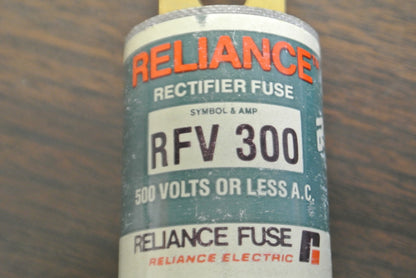 RELIANCE
RECTIFIER FUSE
SYMBOL & AMP
RFV 300
500 VOLTS OR LESS A.C.
RELIANCE FUSE
RELIANCE ELECTRIC